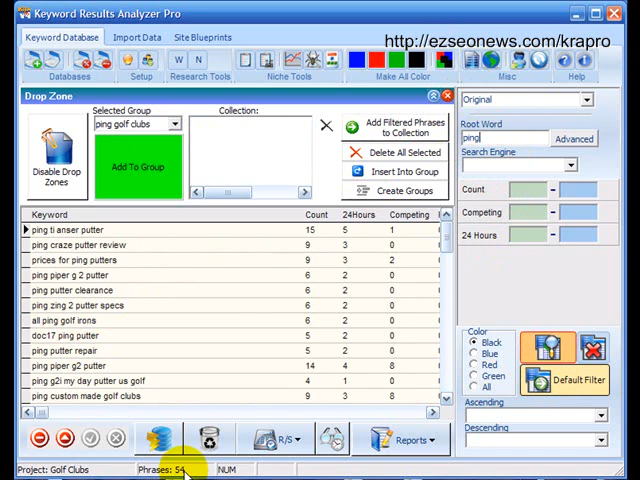 Keyword Results Analyzer Pro
Keyword Database
Import Data
Site Blueprints
http://ezseonews.com/krapro
W N
Databases
Setup
Research Tools
Niche Tools
Make All Color
Misc
Help
Drop Zone
Original
Selected Group
Collection:
ping golf clubs
Add Filtered Phrases
to Collection
Root Word
ping
Advanced
Disable Drop
Zones
Add To Group
Delete All Selected
Search Engine
Insert Into Group
Create Groups
Count -
Competing -
24 Hours -
Keyword Count 24Hours Competing
ping ti anser putter 15 5 1
ping craze putter review 9 3 0
prices for ping putters 9 3 2
ping piper g 2 putter 6 2 0
ping putter clearance 6 2 0
ping zing 2 putter specs 6 2 0
all ping golf irons 6 2 0
doc17 ping putter 5 2 0
ping putter repair 5 2 0
ping piper g2 putter 14 4 8
ping g2i my day putter us golf 4 1 0
ping custom made golf clubs 9 3 8
Color
Black
Blue
Red
Green
All
Default Filter
Ascending
Descending
R/S
Reports
Project: Golf Clubs
Phrases: 54
NUM